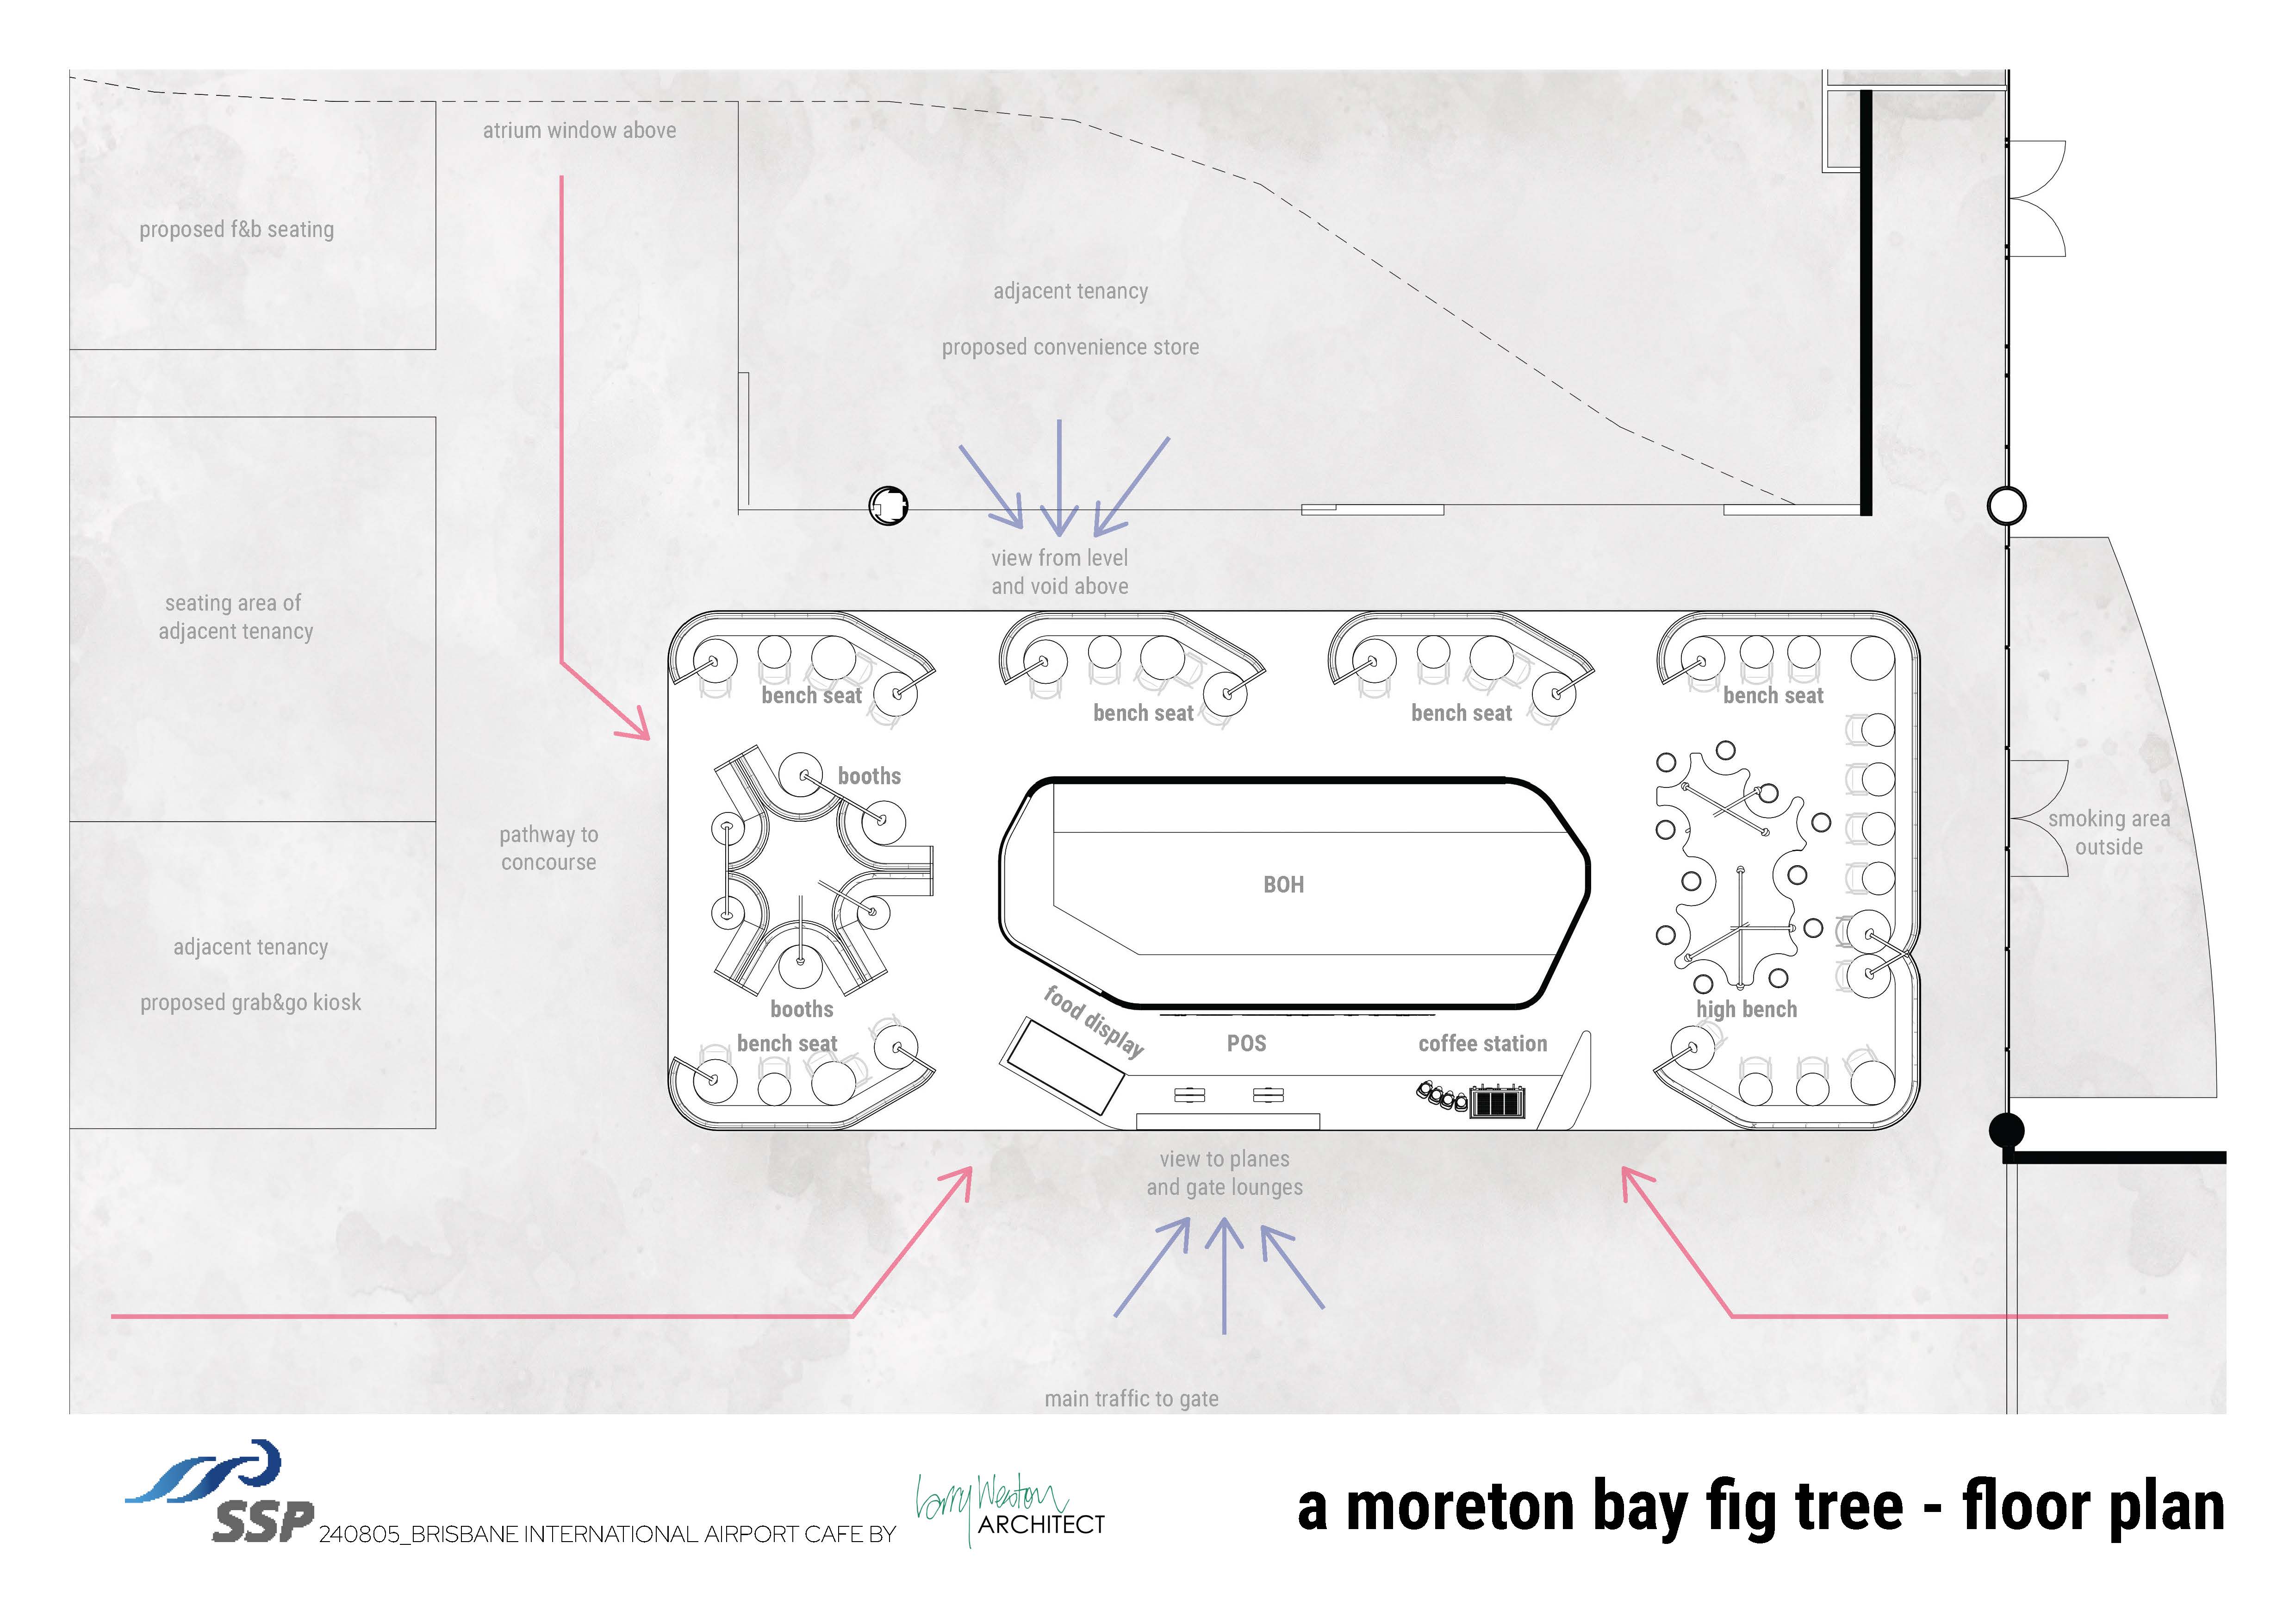 atrium window above
proposed f&b seating
adjacent tenancy
proposed convenience store
view from level
and void above
seating area of
adjacent tenancy
bench seat
bench seat
bench seat
bench seat
booths
pathway to
concourse
smoking area
outside
BOH
adjacent tenancy
proposed grab&go kiosk
booths
high bench
food display
bench seat
POS
coffee station
view to planes
and gate lounges
main traffic to gate
SSP
240805_BRISBANE INTERNATIONAL AIRPORT CAFE BY
Larry Weston
ARCHITECT
a moreton bay fig tree - floor plan